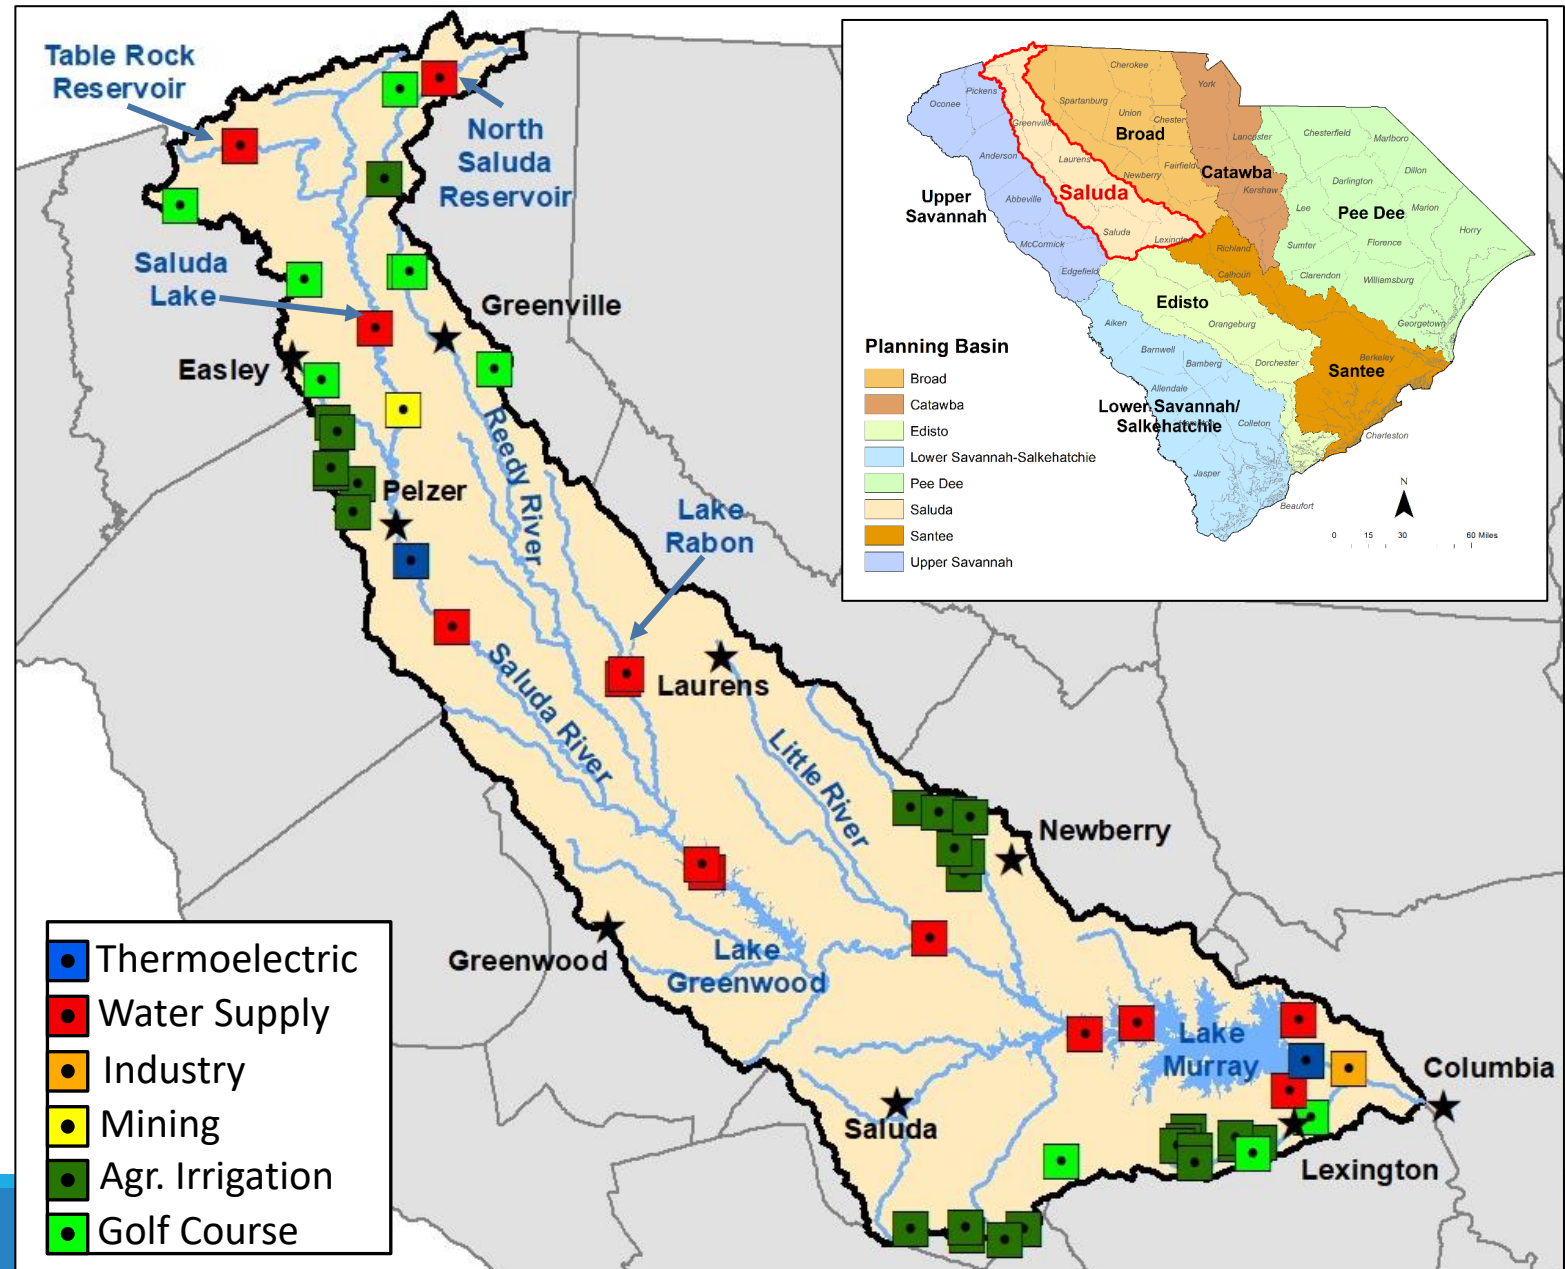 Table Rock
Reservoir
North
Saluda
Reservoir
Saluda
Lake
Greenville
Easley
Reedy River
Pelzer
Lake
Rabon
Saluda River
Laurens
Little River
Newberry
Greenwood
Lake
Greenwood
Lake
Murray
Columbia
Saluda
Lexington
Thermoelectric
Water Supply
Industry
Mining
Agr. Irrigation
Golf Course
Cherokee
York
Pickens
Oconee
Spartanburg
Union
Chester
Greenville
Broad
Lancaster
Chesterfield
Marlboro
Anderson
Laurens
Fairfield
Newberry
Catawba
Kershaw
Darlington
Dillon
Upper
Savannah
Abbeville
Saluda
Lee
Pee Dee
Marion
McCormick
Saluda
Lexington
Richland
Sumter
Florence
Horry
Edgefield
Calhoun
Clarendon
Williamsburg
Edisto
Aiken
Orangeburg
Georgetown
Planning Basin
Barnwell
Bamberg
Dorchester
Berkeley
Santee
Broad
Catawba
Edisto
Lower Savannah-Salkehatchie
Pee Dee
Saluda
Santee
Upper Savannah
Allendale
Lower Savannah/
Salkehatchie
Colleton
Charleston
Jasper
Beaufort
N
0 15 30 60 Miles